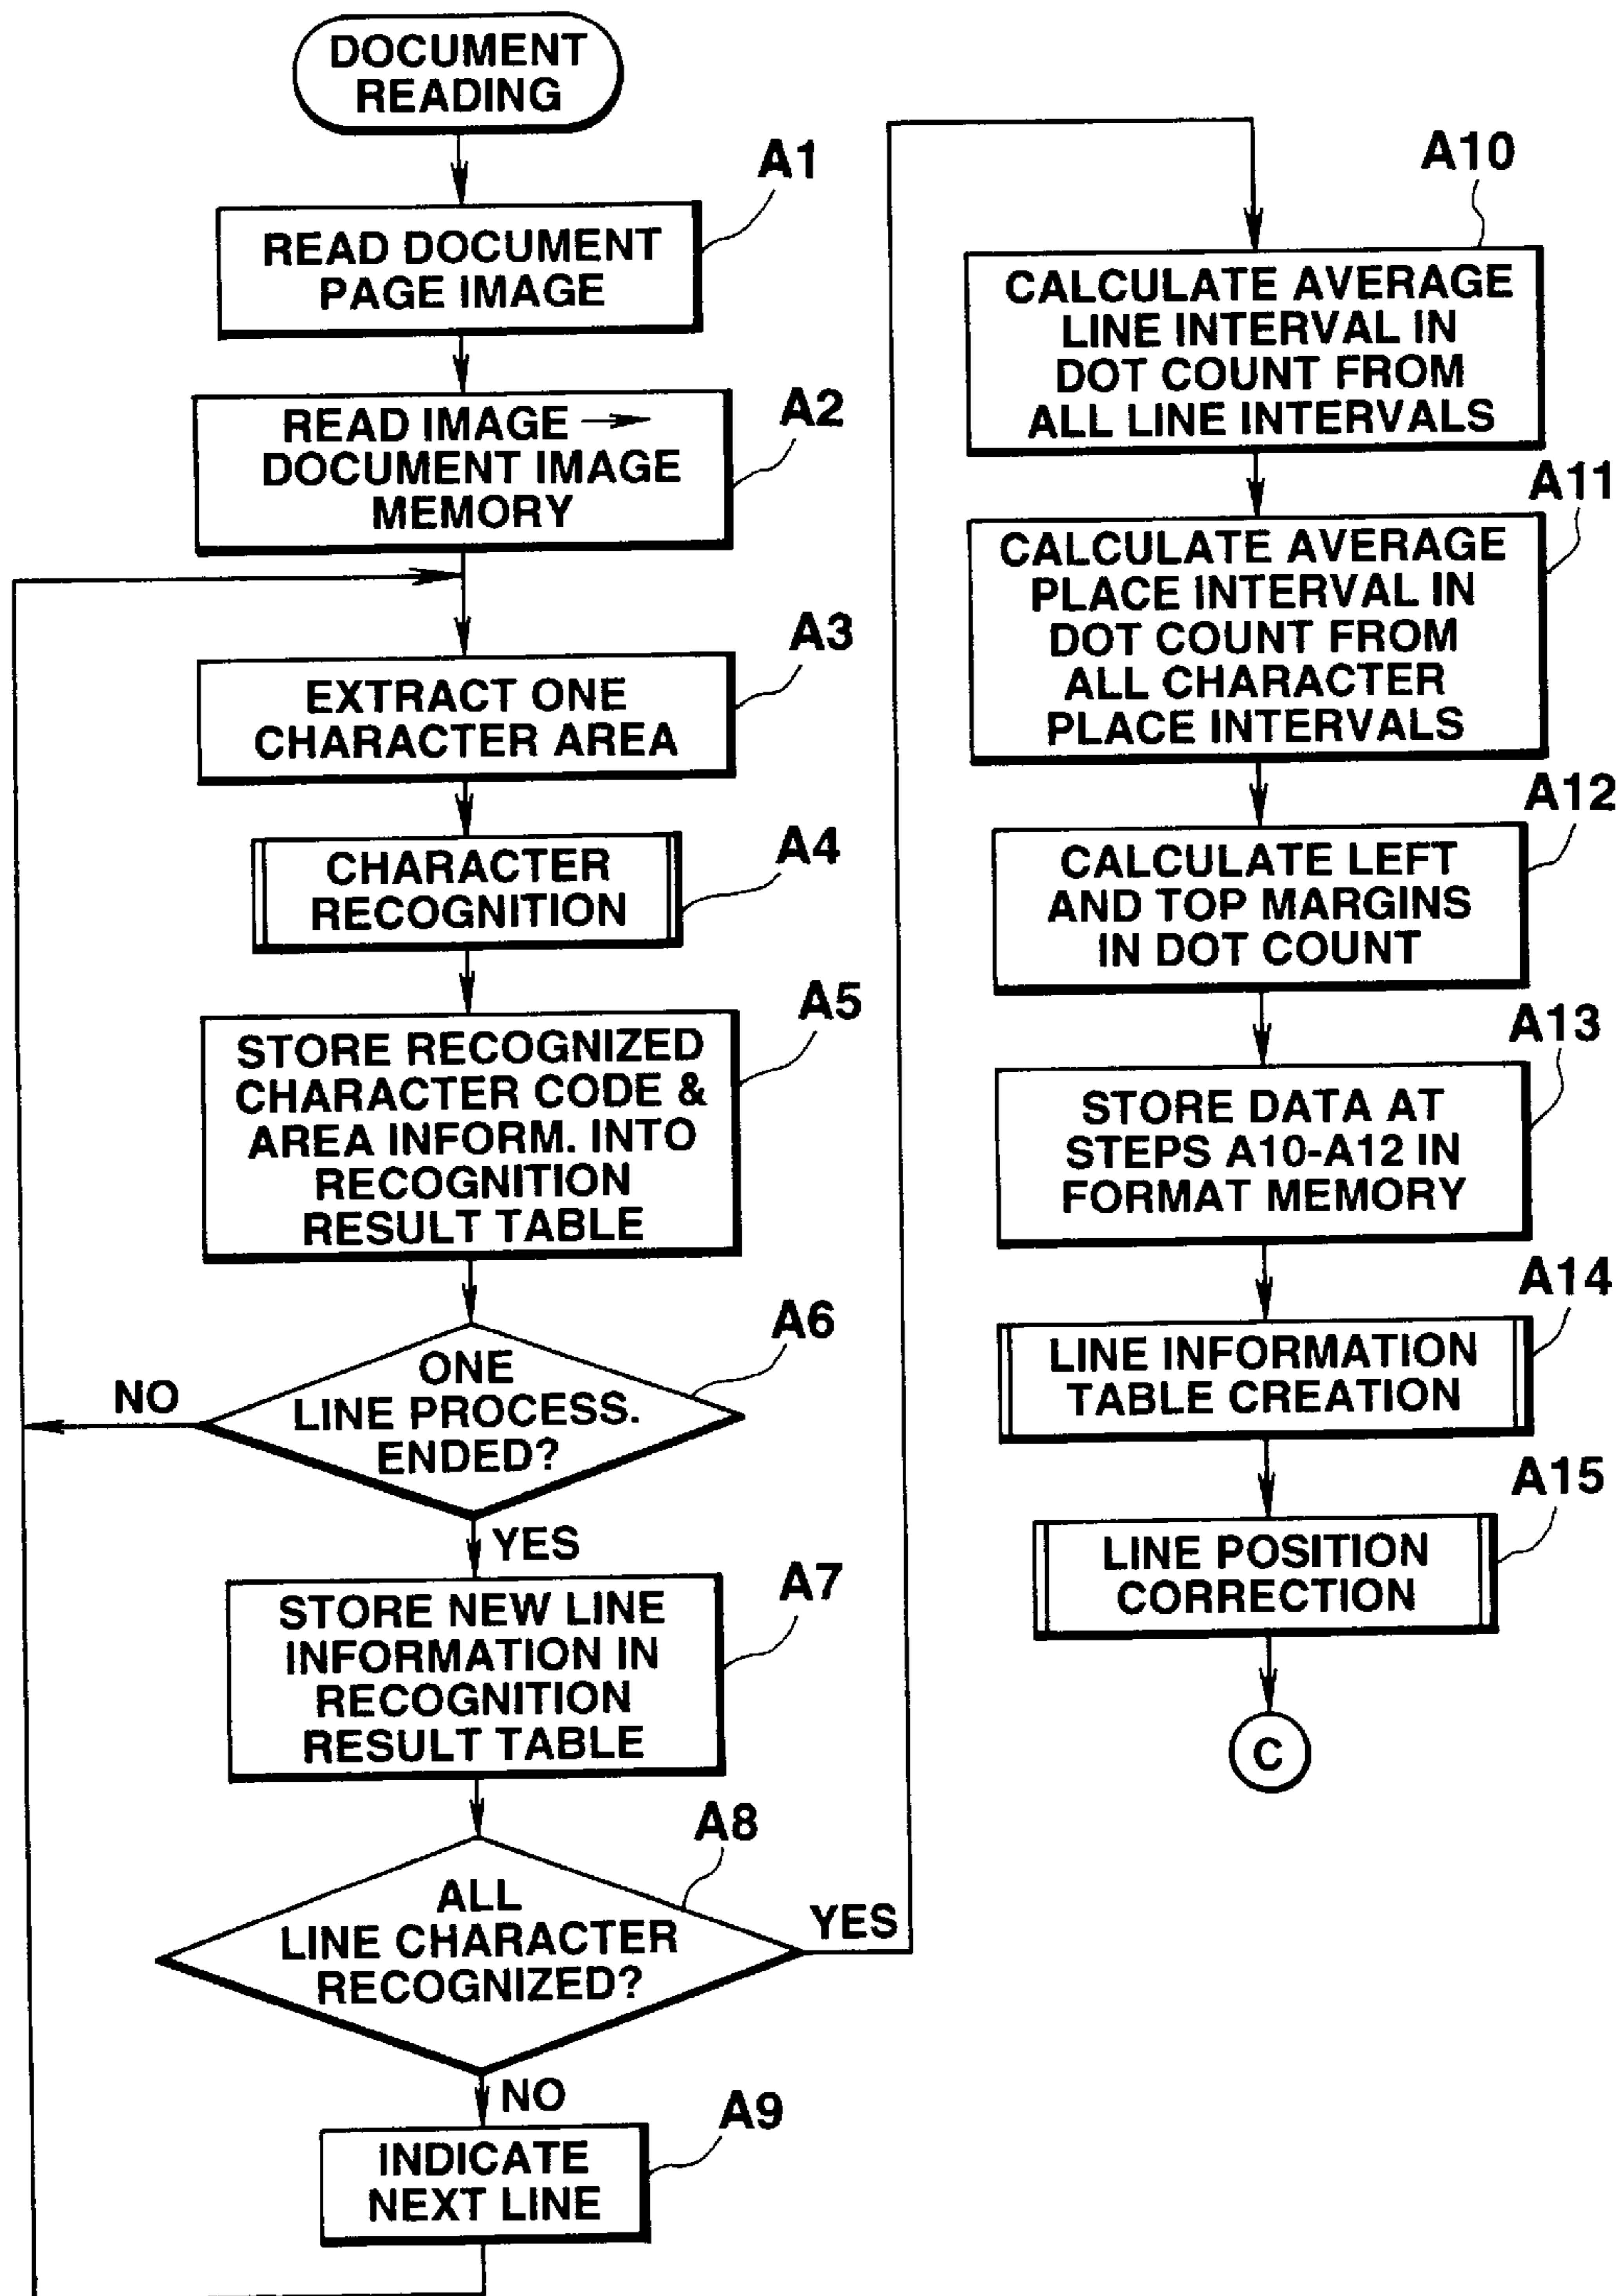 DOCUMENT
READING
A1
READ DOCUMENT
PAGE IMAGE
A2
READ IMAGE →
DOCUMENT IMAGE
MEMORY
A3
EXTRACT ONE
CHARACTER AREA
A4
CHARACTER
RECOGNITION
A5
STORE RECOGNIZED
CHARACTER CODE &
AREA INFORM. INTO
RECOGNITION
RESULT TABLE
A6
ONE
LINE PROCESS.
ENDED?
NO
YES
A7
STORE NEW LINE
INFORMATION IN
RECOGNITION
RESULT TABLE
A8
ALL
LINE CHARACTER
RECOGNIZED?
YES
NO
A9
INDICATE
NEXT LINE
A10
CALCULATE AVERAGE
LINE INTERVAL IN
DOT COUNT FROM
ALL LINE INTERVALS
A11
CALCULATE AVERAGE
PLACE INTERVAL IN
DOT COUNT FROM
ALL CHARACTER
PLACE INTERVALS
A12
CALCULATE LEFT
AND TOP MARGINS
IN DOT COUNT
A13
STORE DATA AT
STEPS A10-A12 IN
FORMAT MEMORY
A14
LINE INFORMATION
TABLE CREATION
A15
LINE POSITION
CORRECTION
C